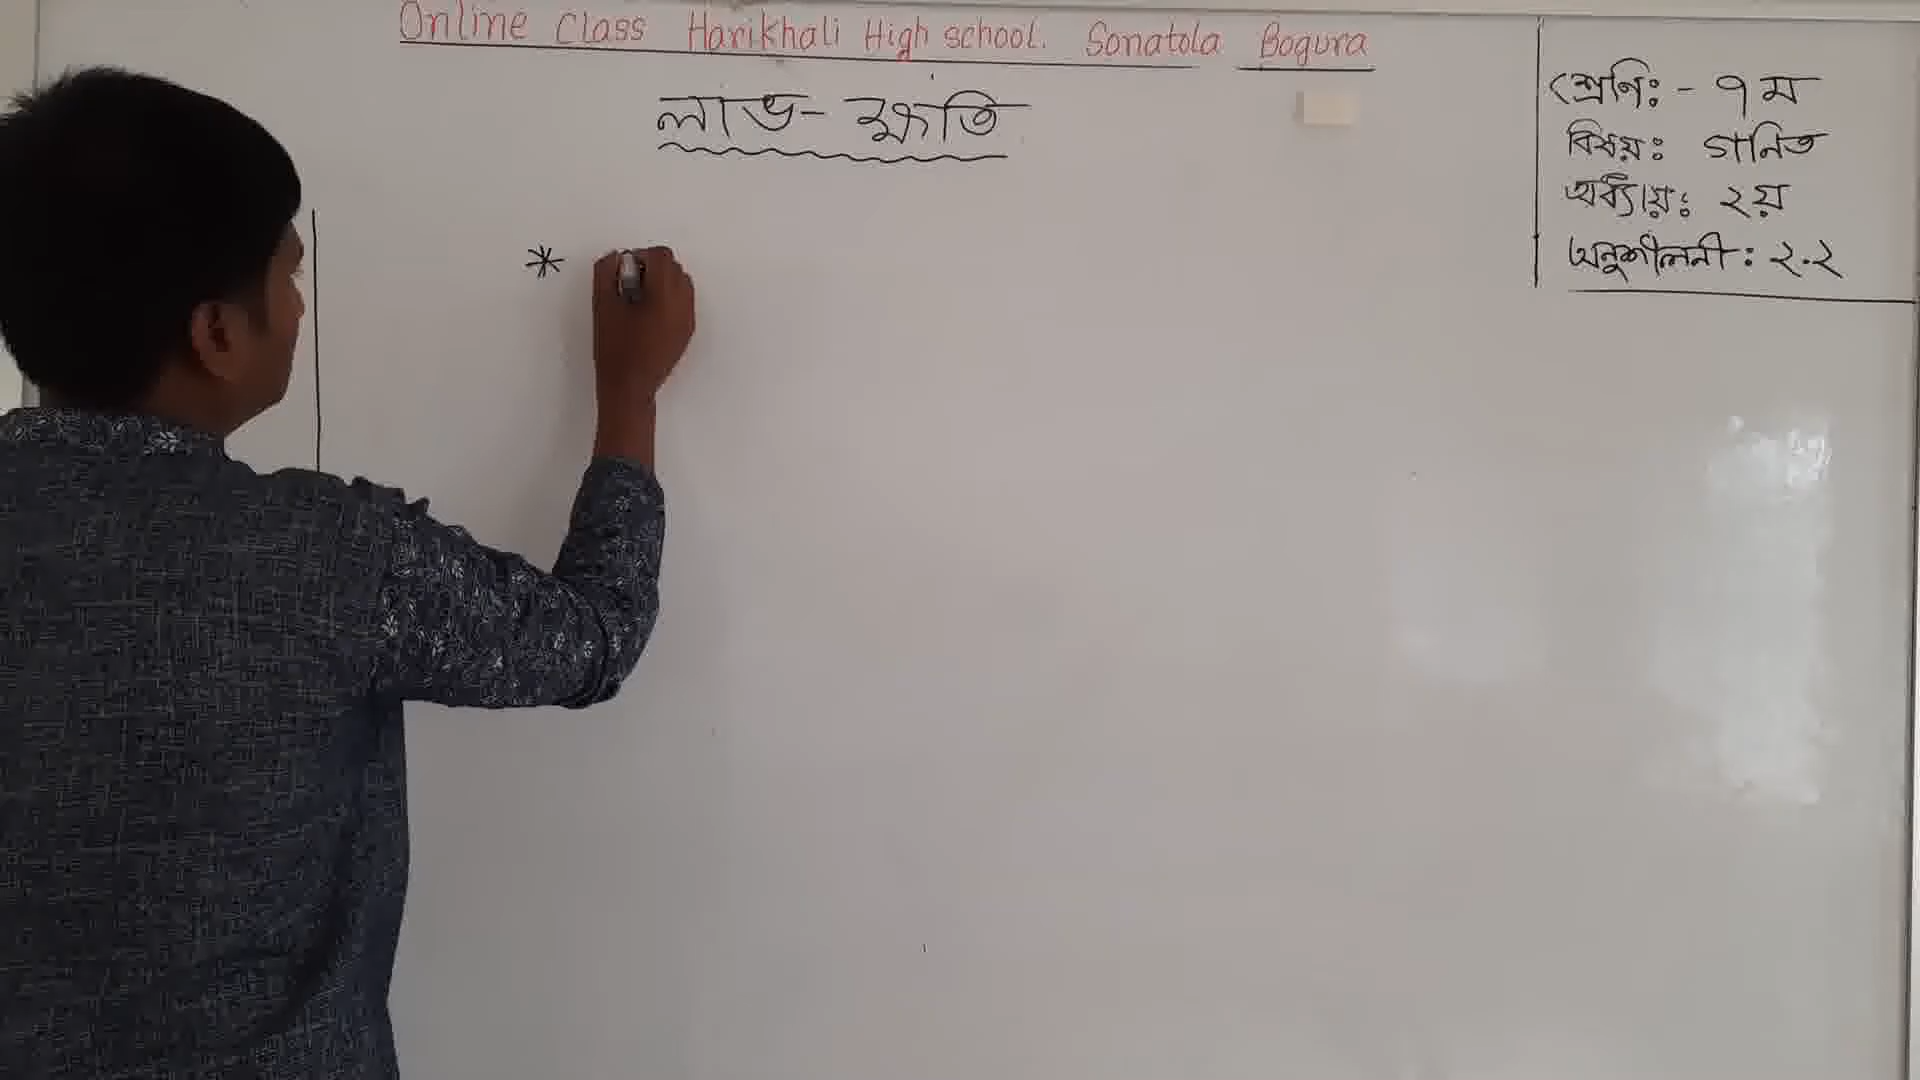 Online Class Harikhali High school. Sonatola Bogura
লাভ- ক্ষতি
*
শ্রেণিঃ - ৭ম
বিষয়ঃ গনিত
অধ্যায়ঃ ২য়
অনুশীলনী: ২.২